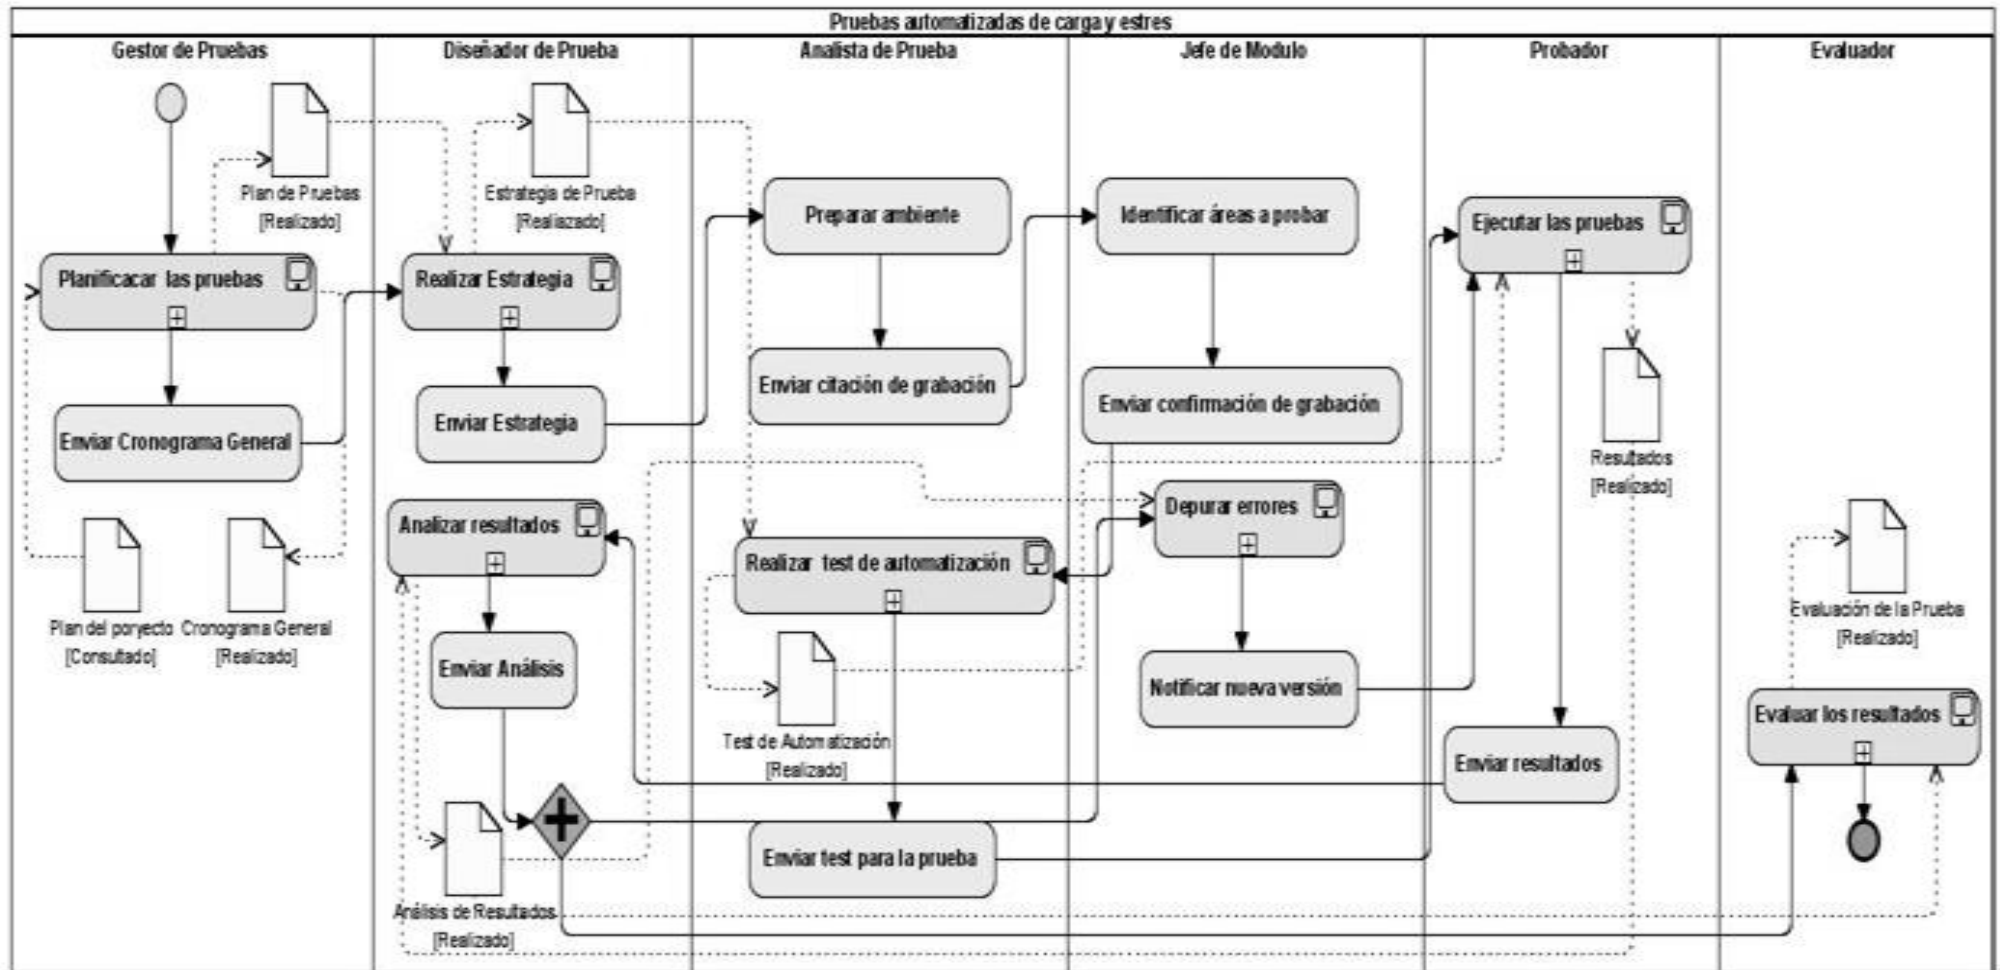 Pruebas automatizadas de carga y estres
Gestor de Pruebas
Diseñador de Prueba
Analista de Prueba
Jefe de Modulo
Probador
Evaluador
Plan de Pruebas
[Realizado]
Planificacar las pruebas
Enviar Cronograma General
Plan del poryecto
[Consultado]
Cronograma General
[Realizado]
Estrategia de Prueba
[Realiazado]
Realizar Estrategia
Enviar Estrategia
Analizar resultados
Enviar Análisis
Análisis de Resultados
[Realizado]
Preparar ambiente
Enviar citación de grabación
Realizar test de automatización
Test de Automatización
[Realizado]
Enviar test para la prueba
Identificar áreas a probar
Enviar confirmación de grabación
Depurar errores
Notificar nueva versión
Ejecutar las pruebas
Resultados
[Realizado]
Enviar resultados
Evaluación de la Prueba
[Realizado]
Evaluar los resultados